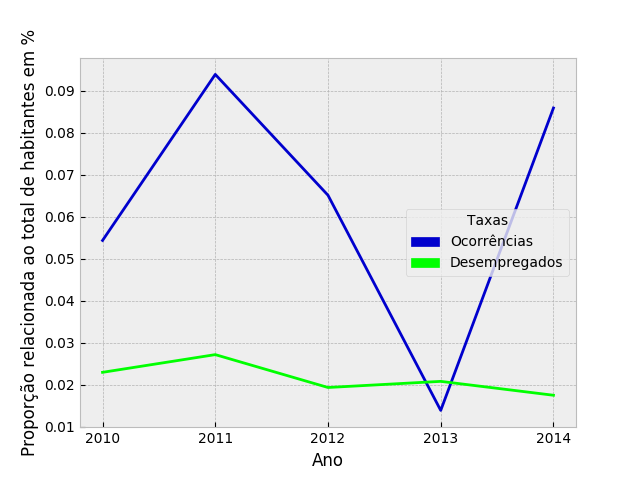 Proporção relacionada ao total de habitantes em %
0.09
0.08
0.07
0.06
0.05
0.04
0.03
0.02
0.01
Taxas
Ocorrências
Desempregados
2010 2011 2012 2013 2014
Ano